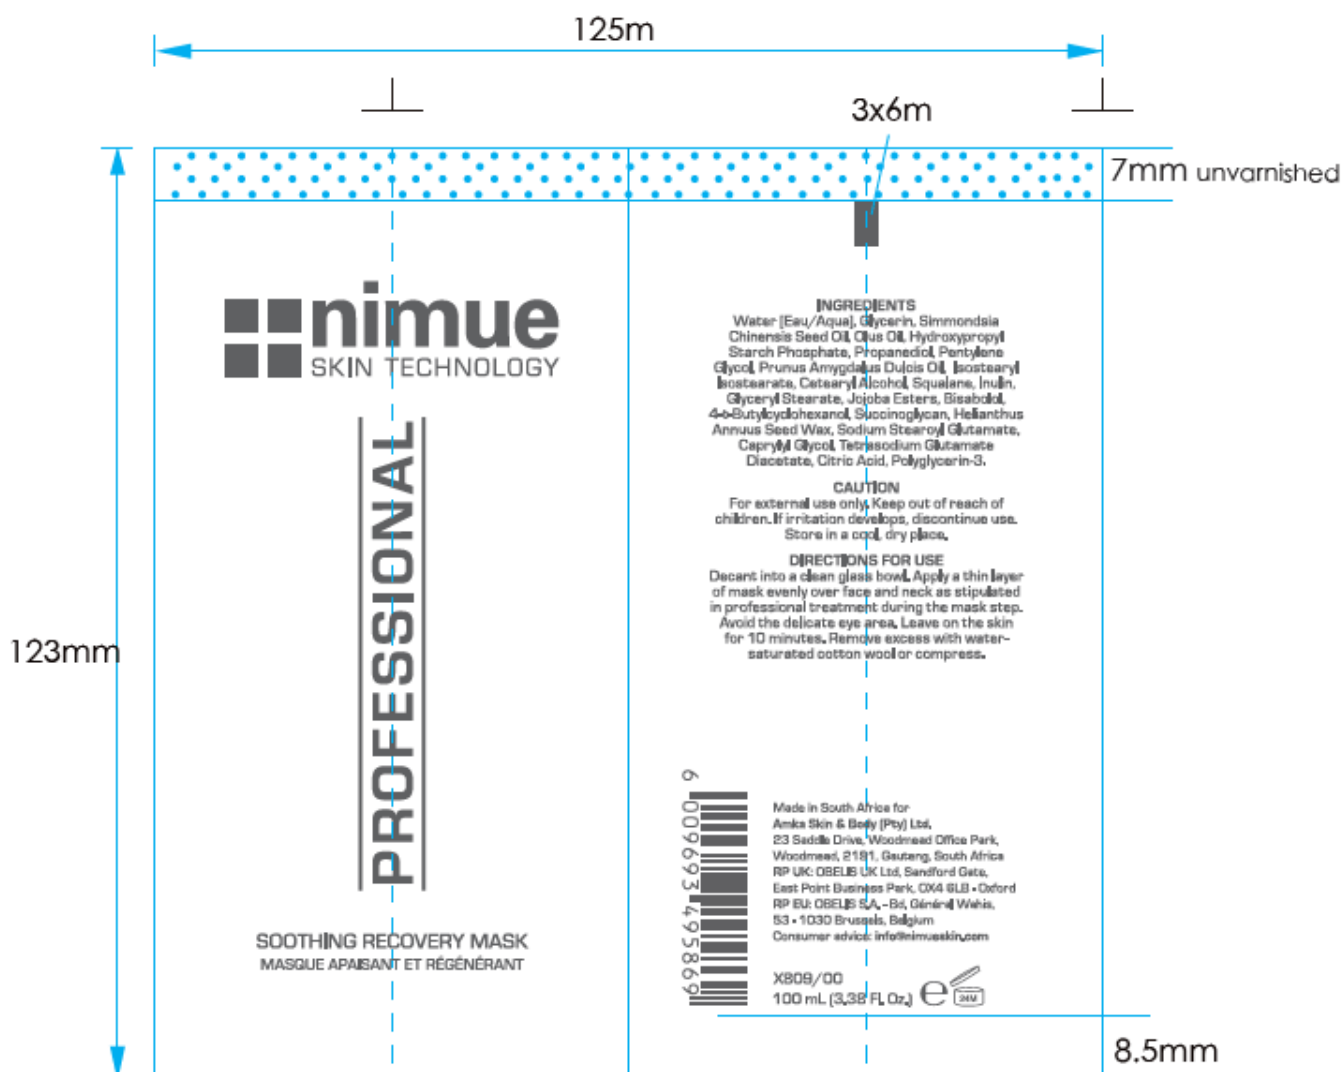 125m
3x6m
7mm unvarnished
nimue
SKIN TECHNOLOGY
PROFESSIONAL
SOOTHING RECOVERY MASK
MASQUE APAISANT ET RÉGÉNÉRANT
123mm
INGREDIENTS
Water [Eau/Aqua], Glycerin, Simmondsia
Chinensis Seed Oil, Olus Oil, Hydroxypropyl
Starch Phosphate, Propanediol, Pentylene
Glycol, Prunus Amygdalus Dulcis Oil, Isostearyl
Isostearate, Cetearyl Alcohol, Squalane, Inulin,
Glyceryl Stearate, Jojoba Esters, Bisabolol,
4-t-Butylcyclohexanol, Succinoglycan, Helianthus
Annuus Seed Wax, Sodium Stearoyl Glutamate,
Caprylyl Glycol, Tetrasodium Glutamate
Diacetate, Citric Acid, Polyglycerin-3.
CAUTION
For external use only. Keep out of reach of
children. If irritation develops, discontinue use.
Store in a cool, dry place.
DIRECTIONS FOR USE
Decant into a clean glass bowl. Apply a thin layer
of mask evenly over face and neck as stipulated
in professional treatment during the mask step.
Avoid the delicate eye area. Leave on the skin
for 10 minutes. Remove excess with water-
saturated cotton wool or compress.
6 009693 495869
Made in South Africa for
Amka Skin & Body (Pty) Ltd.
23 Saddle Drive, Woodmead Office Park,
Woodmead, 2191, Gauteng, South Africa
RP UK: OBELIS UK Ltd, Sandford Gate,
East Point Business Park, OX4 6LB • Oxford
RP EU: OBELIS S.A. - Bd. Général Wahis,
53 • 1030 Brussels, Belgium
Consumer advice: info@nimueskin.com
X809/00
100 mL (3.38 Fl. Oz.) e 24M
8.5mm